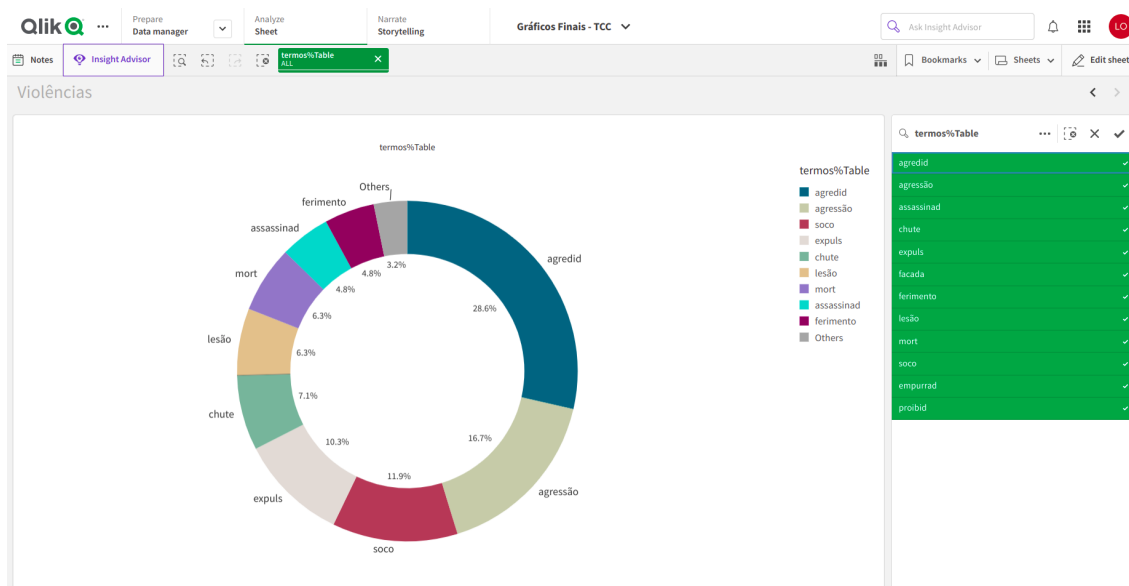 Qlik
Prepare
Data manager
Analyze
Sheet
Narrate
Storytelling
Gráficos Finais - TCC
Ask Insight Advisor
LO
Notes
Insight Advisor
termos%Table
ALL
Bookmarks
Sheets
Edit sheet
Violências
termos%Table
Others
ferimento
assassinad
mort
lesão
chute
expuls
soco
agressão
agredid
3.2%
4.8%
4.8%
6.3%
6.3%
7.1%
10.3%
11.9%
16.7%
28.6%
termos%Table
agredid
agressão
soco
expuls
chute
lesão
mort
assassinad
ferimento
Others
termos%Table
agredid
agressão
assassinad
chute
expuls
facada
ferimento
lesão
mort
soco
empurrad
proibid